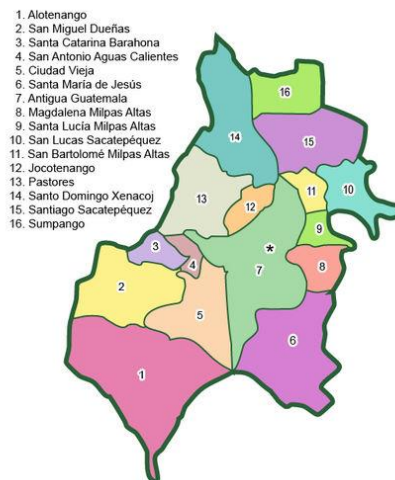 1. Alotenango
2. San Miguel Dueñas
3. Santa Catarina Barahona
4. San Antonio Aguas Calientes
5. Ciudad Vieja
6. Santa María de Jesús
7. Antigua Guatemala
8. Magdalena Milpas Altas
9. Santa Lucía Milpas Altas
10. San Lucas Sacatepéquez
11. San Bartolomé Milpas Altas
12. Jocotenango
13. Pastores
14. Santo Domingo Xenacoj
15. Santiago Sacatepéquez
16. Sumpango
16
14
15
10
11
13
12
9
3
4
*
7
8
2
5
6
1